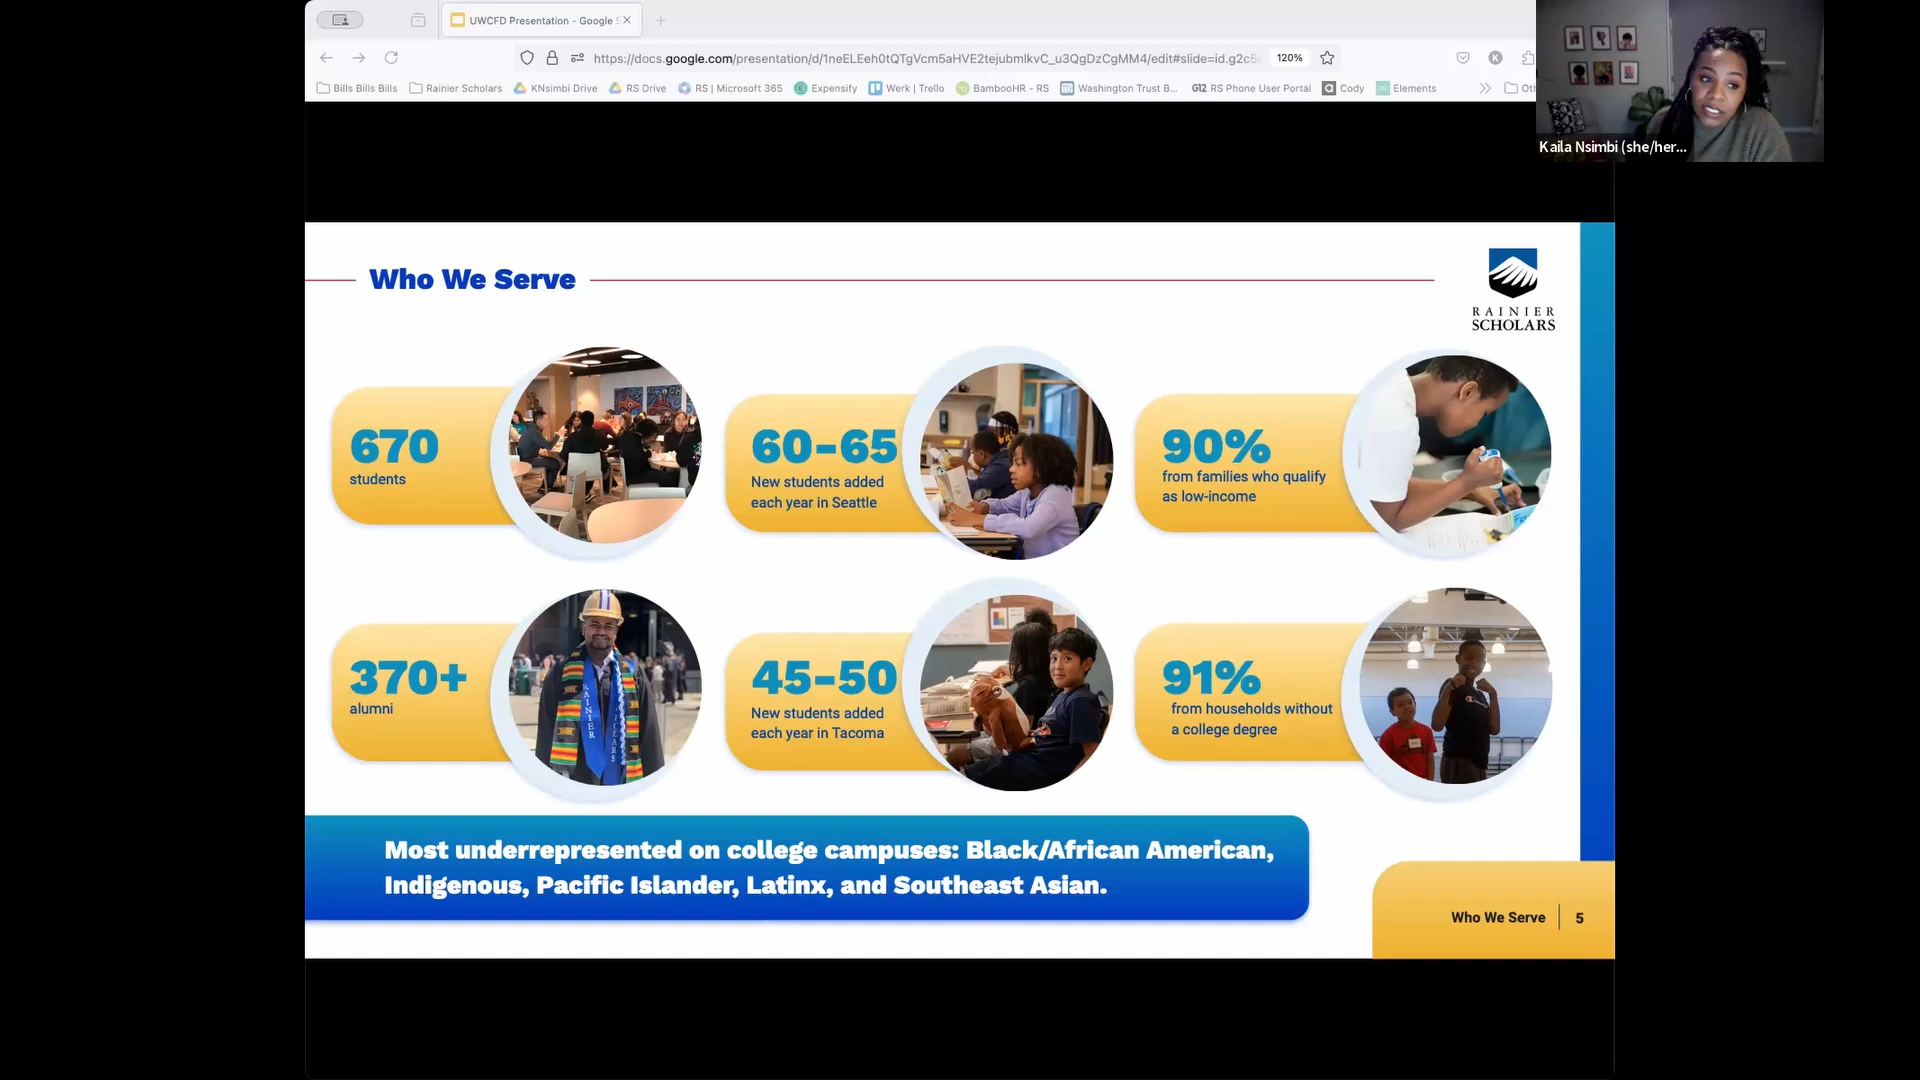 UWCFD Presentation - Google S
https://docs.google.com/presentation/d/1neELEeh0tQTgVcm5aHVE2tejubmlkvC_u3QgDzCgMM4/edit#slide=id.g2c5
120%
K
Bills Bills Bills
Rainier Scholars
KNsimbi Drive
RS Drive
RS | Microsoft 365
Expensify
Werk | Trello
BambooHR - RS
Washington Trust B...
G12 RS Phone User Portal
Cody
Elements
Kaila Nsimbi (she/her...
Who We Serve
RAINIER
SCHOLARS
670
students
60-65
New students added
each year in Seattle
90%
from families who qualify
as low-income
370+
alumni
RAINIER
SCHOLARS
45-50
New students added
each year in Tacoma
91%
from households without
a college degree
Most underrepresented on college campuses: Black/African American,
Indigenous, Pacific Islander, Latinx, and Southeast Asian.
Who We Serve | 5